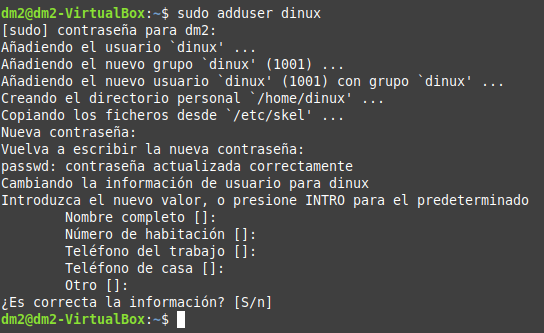 dm2@dm2-VirtualBox:~$ sudo adduser dinux
[sudo] contraseña para dm2:
Añadiendo el usuario `dinux' ...
Añadiendo el nuevo grupo `dinux' (1001) ...
Añadiendo el nuevo usuario `dinux' (1001) con grupo `dinux' ...
Creando el directorio personal `/home/dinux' ...
Copiando los ficheros desde `/etc/skel' ...
Nueva contraseña:
Vuelva a escribir la nueva contraseña:
passwd: contraseña actualizada correctamente
Cambiando la información de usuario para dinux
Introduzca el nuevo valor, o presione INTRO para el predeterminado
        Nombre completo []:
        Número de habitación []:
        Teléfono del trabajo []:
        Teléfono de casa []:
        Otro []:
¿Es correcta la información? [S/n]
dm2@dm2-VirtualBox:~$